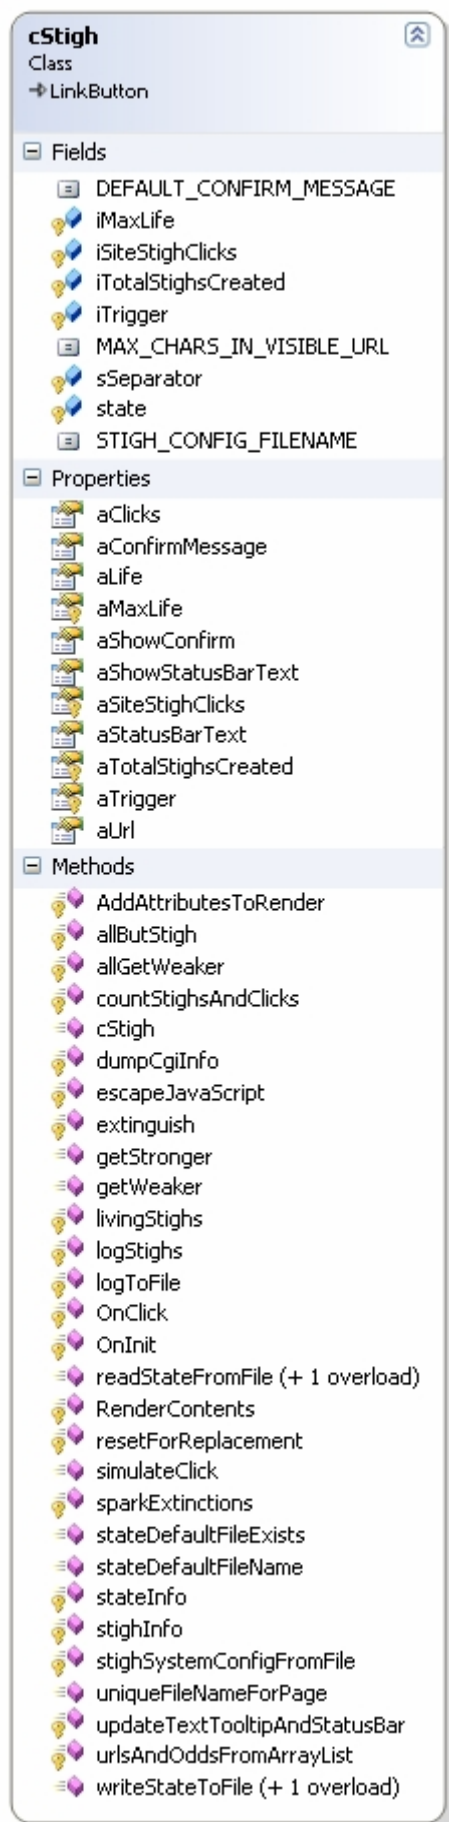 cStigh
Class
LinkButton
Fields
DEFAULT_CONFIRM_MESSAGE
iMaxLife
iSiteStighClicks
iTotalStighsCreated
iTrigger
MAX_CHARS_IN_VISIBLE_URL
sSeparator
state
STIGH_CONFIG_FILENAME
Properties
aClicks
aConfirmMessage
aLife
aMaxLife
aShowConfirm
aShowStatusBarText
aSiteStighClicks
aStatusBarText
aTotalStighsCreated
aTrigger
aUrl
Methods
AddAttributesToRender
allButStigh
allGetWeaker
countStighsAndClicks
cStigh
dumpCgiInfo
escapeJavaScript
extinguish
getStronger
getWeaker
livingStighs
logStighs
logToFile
OnClick
OnInit
readStateFromFile (+ 1 overload)
RenderContents
resetForReplacement
simulateClick
sparkExtinctions
stateDefaultFileExists
stateDefaultFileName
stateInfo
stighInfo
stighSystemConfigFromFile
uniqueFileNameForPage
updateTextTooltipAndStatusBar
urlsAndOddsFromArrayList
writeStateToFile (+ 1 overload)